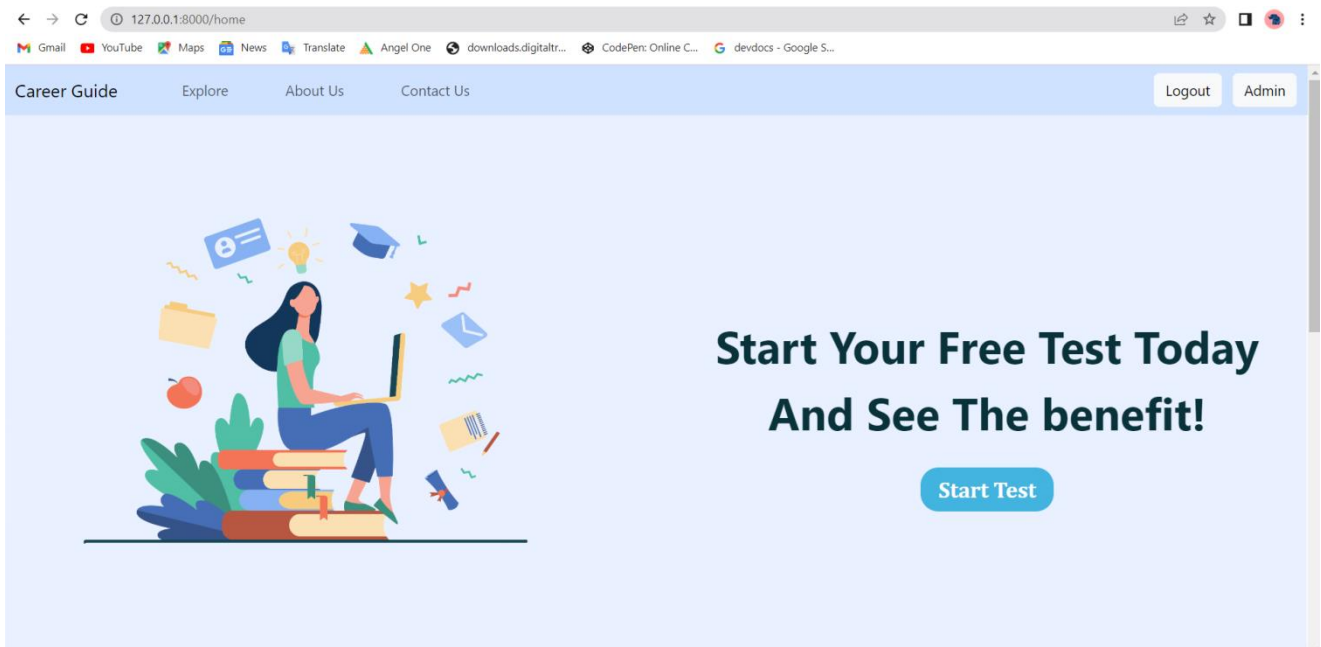 127.0.0.1:8000/home
Gmail YouTube Maps News Translate Angel One downloads.digitaltr... CodePen: Online C... devdocs - Google S...
Career Guide Explore About Us Contact Us Logout Admin
Start Your Free Test Today
And See The benefit!
Start Test